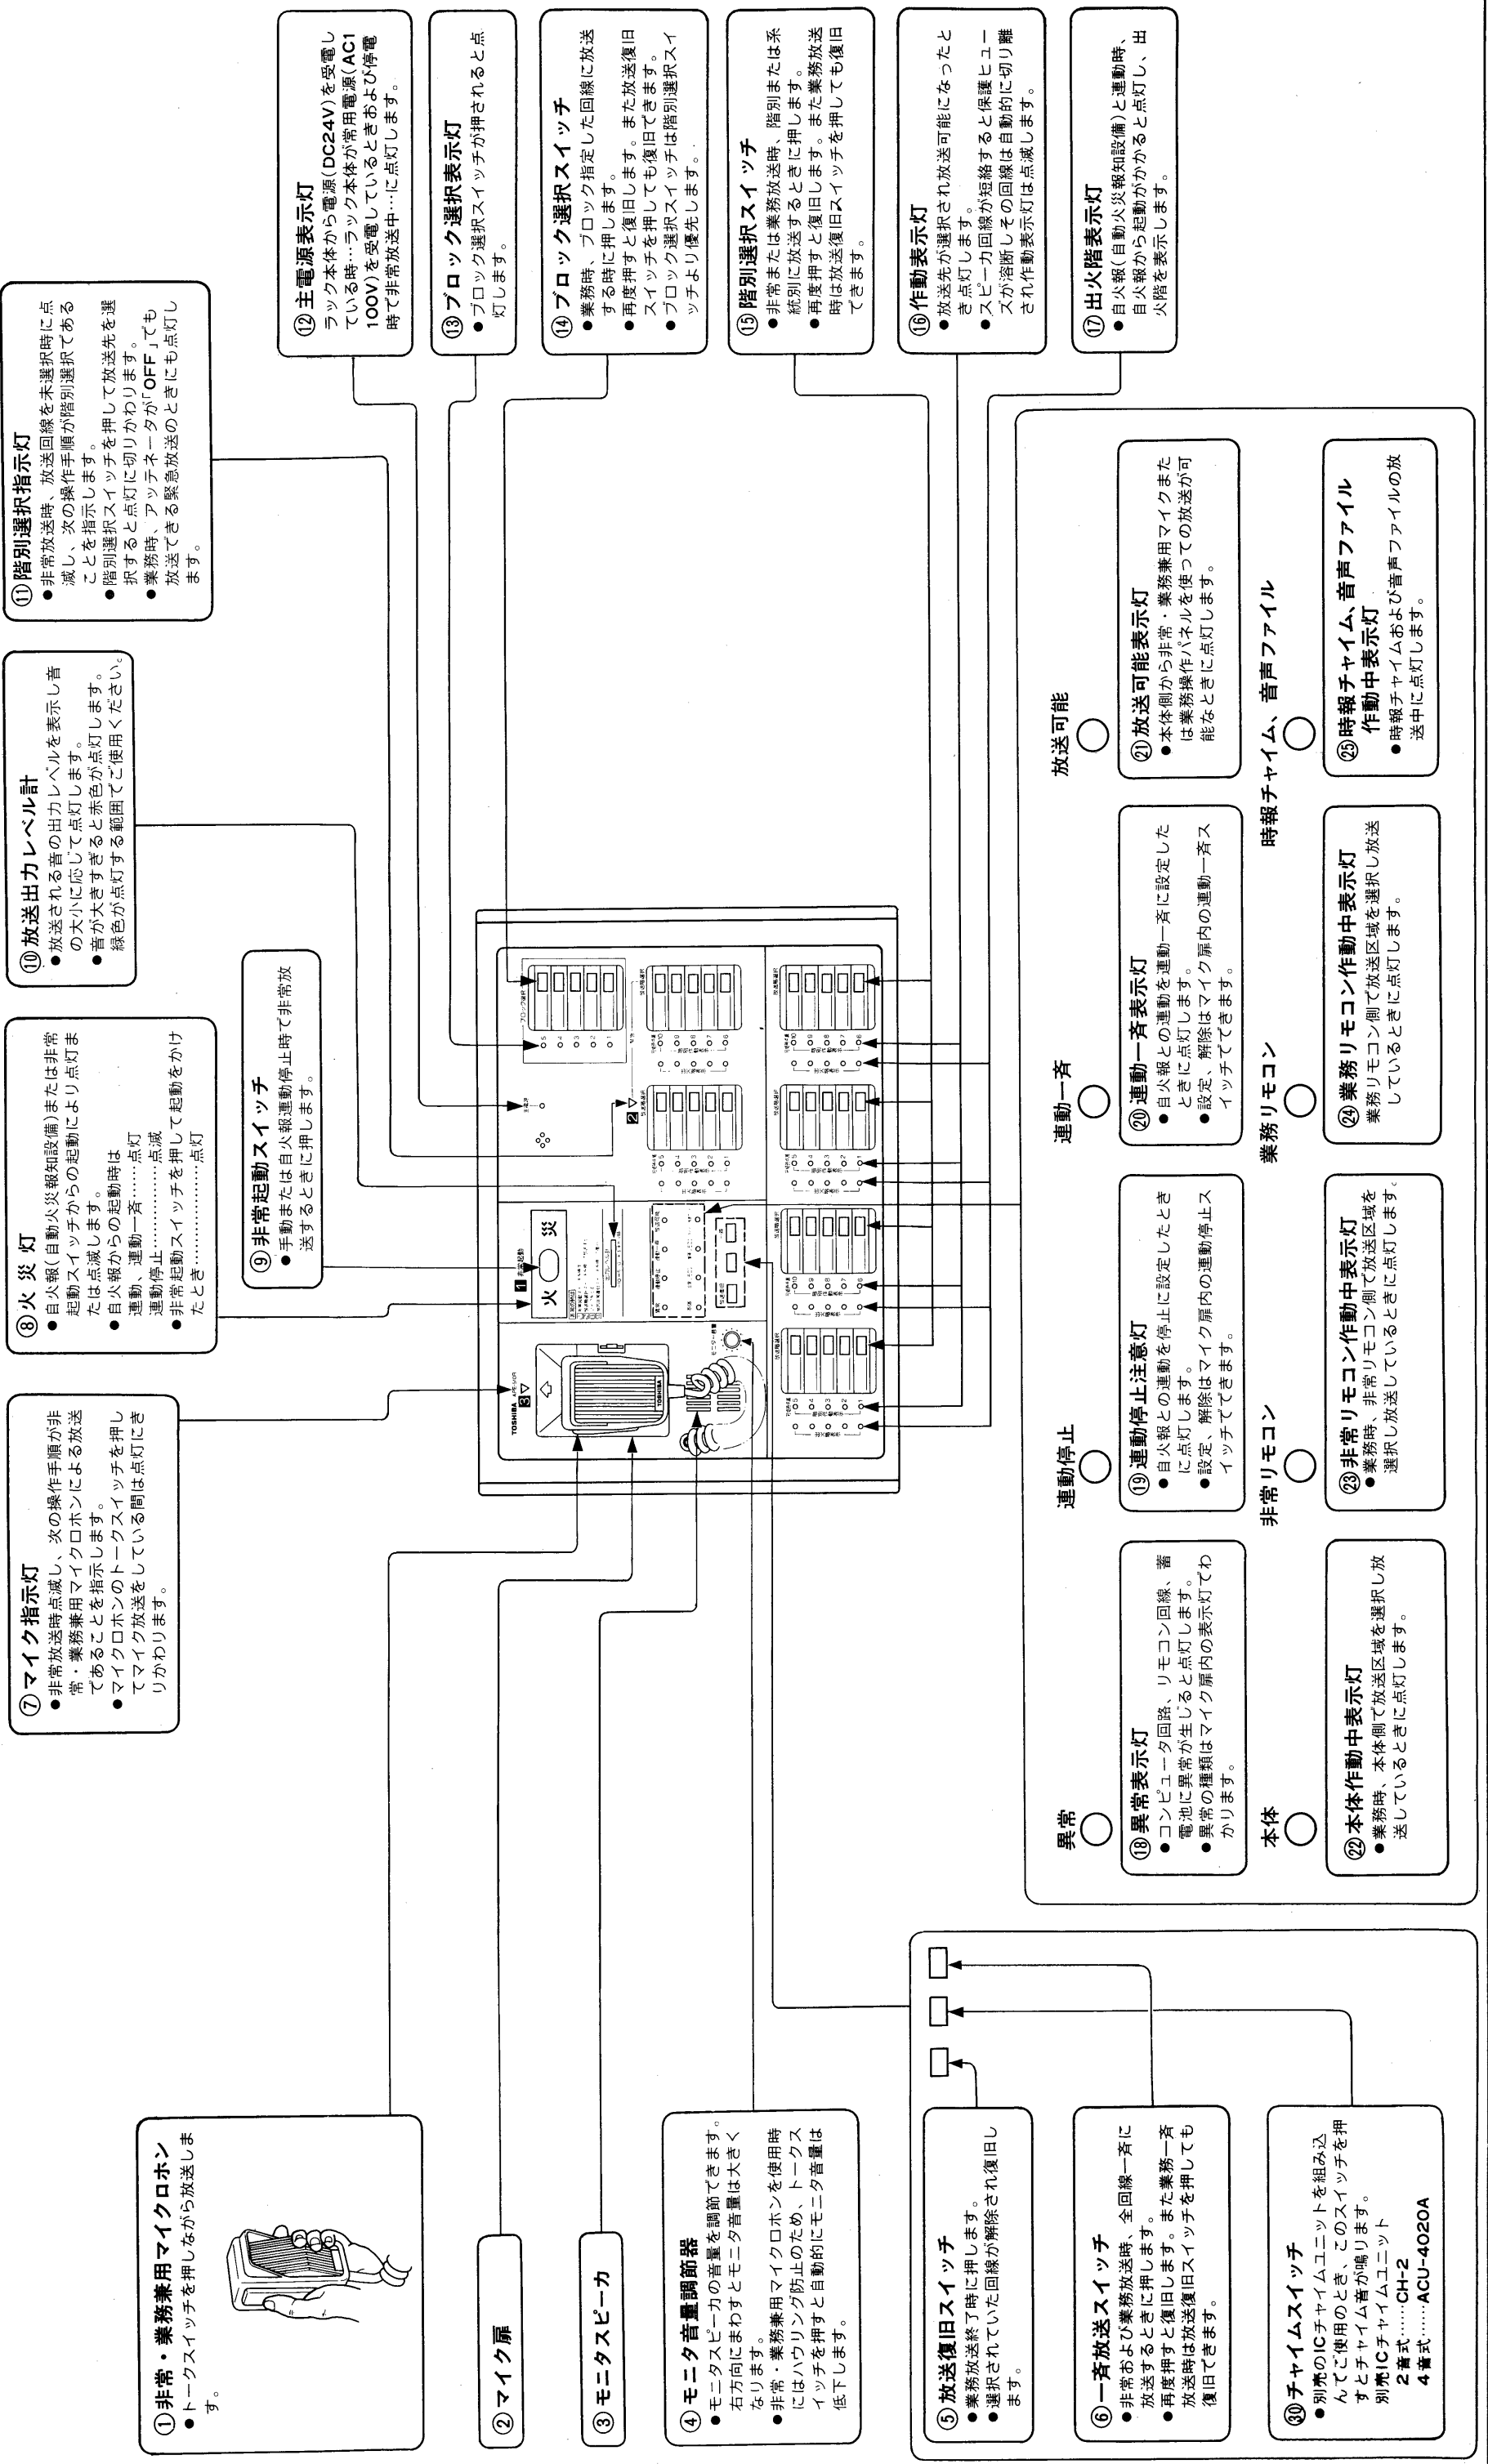 ①非常・業務兼用マイクロホン
●トークスイッチを押しながら放送しま
す。
②マイク扉
③モニタスピーカ
④モニタ音量調節器
●モニタスピーカの音量を調節できます。
右方向にまわすとモニタ音量は大きく
なります。
●非常・業務兼用マイクロホンを使用時
にはハウリング防止のため、トークス
イッチを押すと自動的にモニタ音量は
低下します。
⑤放送復旧スイッチ
●業務放送終了時に押します。
●選択されていた回線が解除され復旧し
ます。
⑥一斉放送スイッチ
●非常および業務放送時、全回線一斉に
放送するときに押します。
●再度押すと復旧します。また業務一斉
放送時は放送復旧スイッチを押しても
復旧できます。
㉚チャイムスイッチ
●別売のICチャイムユニットを組み込
んでご使用のとき、このスイッチを押
すとチャイム音が鳴ります。
別売ICチャイムユニット
2音式……CH-2
4音式……ACU-4020A
⑦マイク指示灯
●非常放送時点滅し、次の操作手順が非
常・業務兼用マイクロホンによる放送
であることを指示します。
●マイクロホンのトークスイッチを押し
てマイク放送をしている間は点灯にき
りかわります。
⑧火 災 灯
●自火報(自動火災報知設備)または非常
起動スイッチからの起動により点灯ま
たは点滅します。
●自火報からの起動時は
連動、連動一斉……点灯
連動停止……………点滅
●非常起動スイッチを押して起動をかけ
たとき………………点灯
⑨非常起動スイッチ
●手動または自火報連動停止時で非常放
送するときに押します。
⑩放送出力レベル計
●放送される音の出力レベルを表示し音
の大小に応じて点灯します。
●音が大きすぎると赤色が点灯します。
緑色が点灯する範囲でご使用ください。
⑪階別選択指示灯
●非常放送時、放送回線を未選択時に点
滅し、次の操作手順が階別選択である
ことを指示します。
●階別選択スイッチを押して放送先を選
択すると点灯に切りかわります。
●業務時、アッテネータが「OFF」でも
放送できる緊急放送のときにも点灯し
ます。
⑫主電源表示灯
ラック本体から電源(DC24V)を受電し
ている時…ラック本体が常用電源(AC1
100V)を受電しているときおよび停電
時で非常放送中…に点灯します。
⑬ブロック選択表示灯
●ブロック選択スイッチが押されると点
灯します。
⑭ブロック選択スイッチ
●業務時、ブロック指定した回線に放送
する時に押します。
●再度押すと復旧します。また放送復旧
スイッチを押しても復旧できます。
●ブロック選択スイッチは階別選択スイ
ッチより優先します。
⑮階別選択スイッチ
●非常または業務放送時、階別または系
統別に放送するときに押します。
●再度押すと復旧します。また業務放送
時は放送復旧スイッチを押しても復旧
できます。
⑯作動表示灯
●放送先が選択され放送可能になったと
き点灯します。
●スピーカ回線が短絡すると保護ヒュー
ズが溶断しその回線は自動的に切り離
され作動表示灯は点滅します。
⑰出火階表示灯
●自火報(自動火災報知設備)と連動時、
自火報から起動がかかると点灯し、出
火階を表示します。
TOSHIBA
3
1 非常起動
火 災
2
TOSHIBA
モニター音量
主電源
ブロック選択
異常
⑱異常表示灯
●コンピュータ回路、リモコン回線、蓄
電池に異常が生じると点灯します。
●異常の種類はマイク扉内の表示灯でわ
かります。
連動停止
⑲連動停止注意灯
●自火報との連動を停止に設定したとき
に点灯します。
●設定、解除はマイク扉内の連動停止ス
イッチでできます。
連動一斉
⑳連動一斉表示灯
●自火報との連動を連動一斉に設定した
ときに点灯します。
●設定、解除はマイク扉内の連動一斉ス
イッチでできます。
放送可能
㉑放送可能表示灯
●本体側から非常・業務兼用マイクまた
は業務操作パネルを使っての放送が可
能なときに点灯します。
本体
㉒本体作動中表示灯
●業務時、本体側で放送区域を選択し放
送しているときに点灯します。
非常リモコン
㉓非常リモコン作動中表示灯
●業務時、非常リモコン側で放送区域を
選択し放送しているときに点灯します。
業務リモコン
㉔業務リモコン作動中表示灯
業務リモコン側で放送区域を選択し放送
しているときに点灯します。
時報チャイム、音声ファイル
㉕時報チャイム、音声ファイル
作動中表示灯
●時報チャイムおよび音声ファイルの放
送中に点灯します。